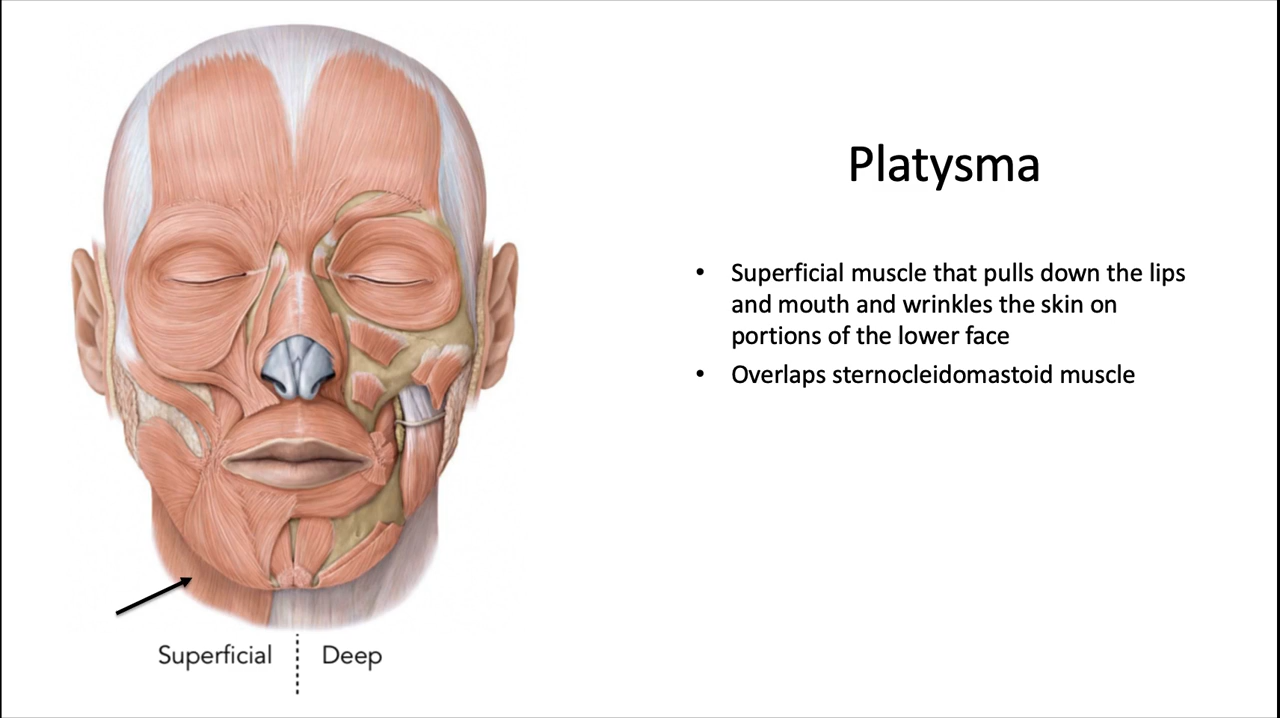 Platysma
• Superficial muscle that pulls down the lips
and mouth and wrinkles the skin on
portions of the lower face
• Overlaps sternocleidomastoid muscle
Superficial
Deep